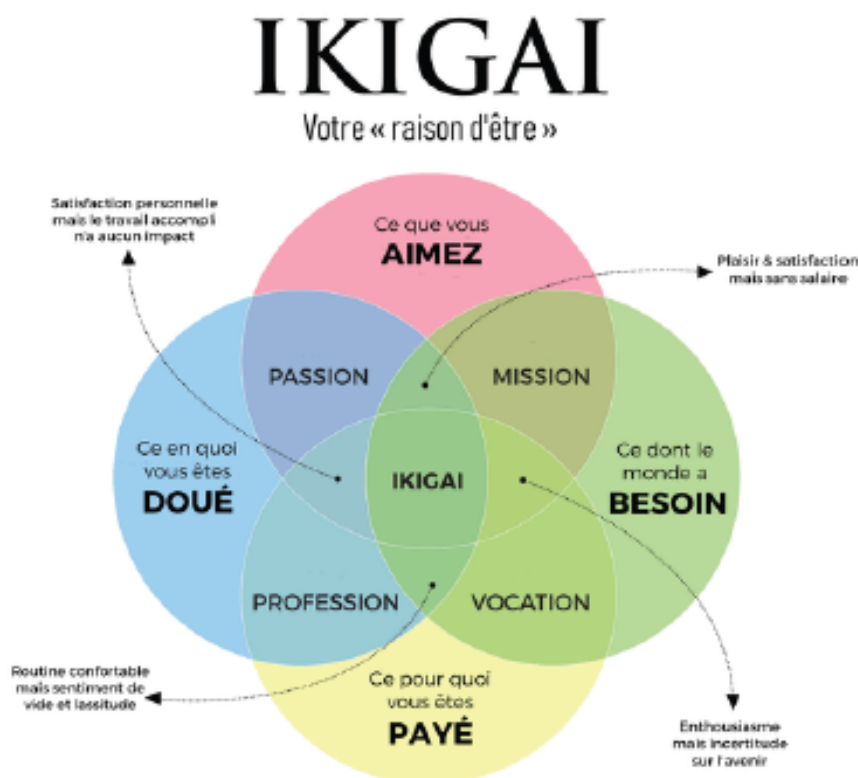 IKIGAI
Votre « raison d'être »
Satisfaction personnelle
mais le travail accompli
n'a aucun impact
Ce que vous
AIMEZ
Plaisir & satisfaction
mais sans salaire
PASSION
MISSION
Ce en quoi
vous êtes
DOUÉ
IKIGAI
Ce dont le
monde a
BESOIN
PROFESSION
VOCATION
Routine confortable
mais sentiment de
vide et lassitude
Ce pour quoi
vous êtes
PAYÉ
Enthousiasme
mais incertitude
sur l'avenir